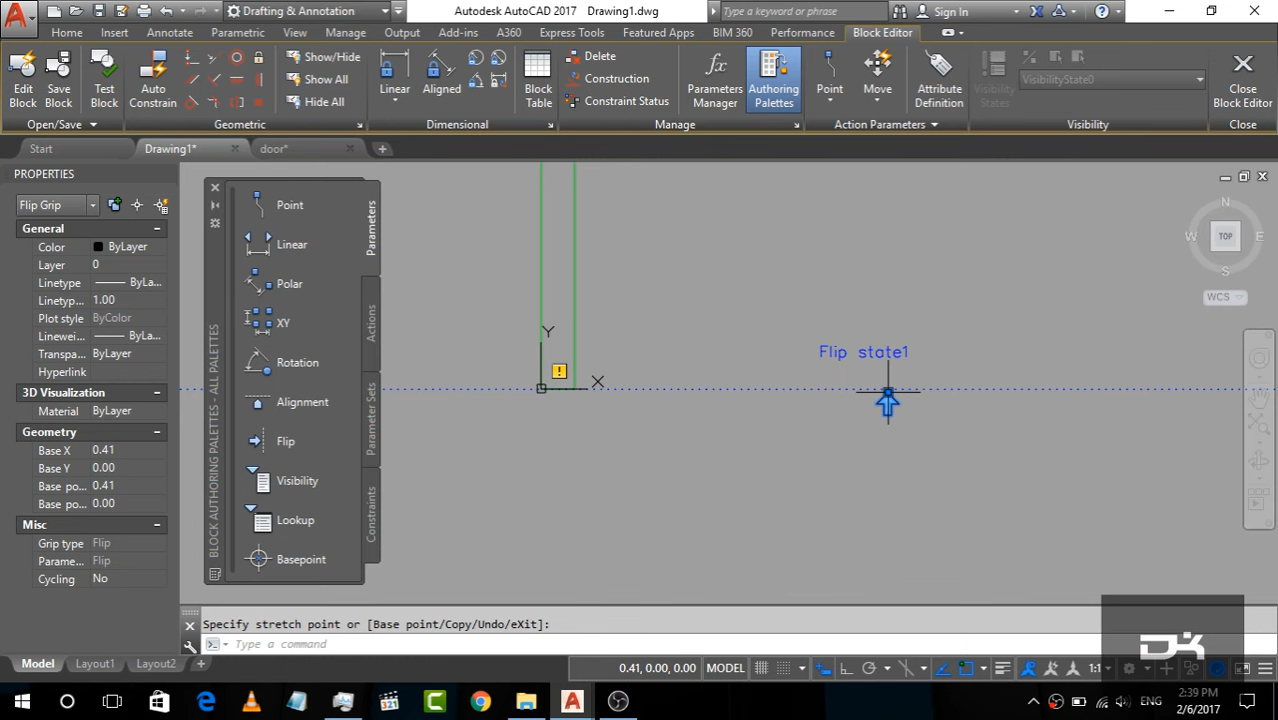 Drafting & Annotation
Autodesk AutoCAD 2017 Drawing1.dwg
Type a keyword or phrase
Sign In
Home Insert Annotate Parametric View Manage Output Add-ins A360 Express Tools Featured Apps BIM 360 Performance Block Editor
Edit Block
Save Block
Test Block
Auto Constrain
Show/Hide
Show All
Hide All
Linear
Aligned
Block Table
Delete
Construction
Constraint Status
Parameters Manager
Authoring Palettes
Point
Move
Attribute Definition
Visibility States
VisibilityState0
Close Block Editor
Open/Save Geometric Dimensional Manage Action Parameters Visibility Close
Start Drawing1* door*
PROPERTIES
Flip Grip
General
Color ByLayer
Layer 0
Linetype ByLa...
Linetyp... 1.00
Plot style ByColor
Linewei... ByLa...
Transpa... ByLayer
Hyperlink
3D Visualization
Material ByLayer
Geometry
Base X 0.41
Base Y 0.00
Base po... 0.41
Base po... 0.00
Misc
Grip type Flip
Parame... Flip
Cycling No
BLOCK AUTHORING PALETTES - ALL PALETTES
Point
Linear
Polar
XY
Rotation
Alignment
Flip
Visibility
Lookup
Basepoint
Parameters
Actions
Parameter Sets
Constraints
Y
X
Flip state1
N
W TOP E
S
WCS
Specify stretch point or [Base point/Copy/Undo/eXit]:
Type a command
Model Layout1 Layout2
0.41, 0.00, 0.00 MODEL
1:1
DK
321
ENG
2:39 PM
2/6/2017